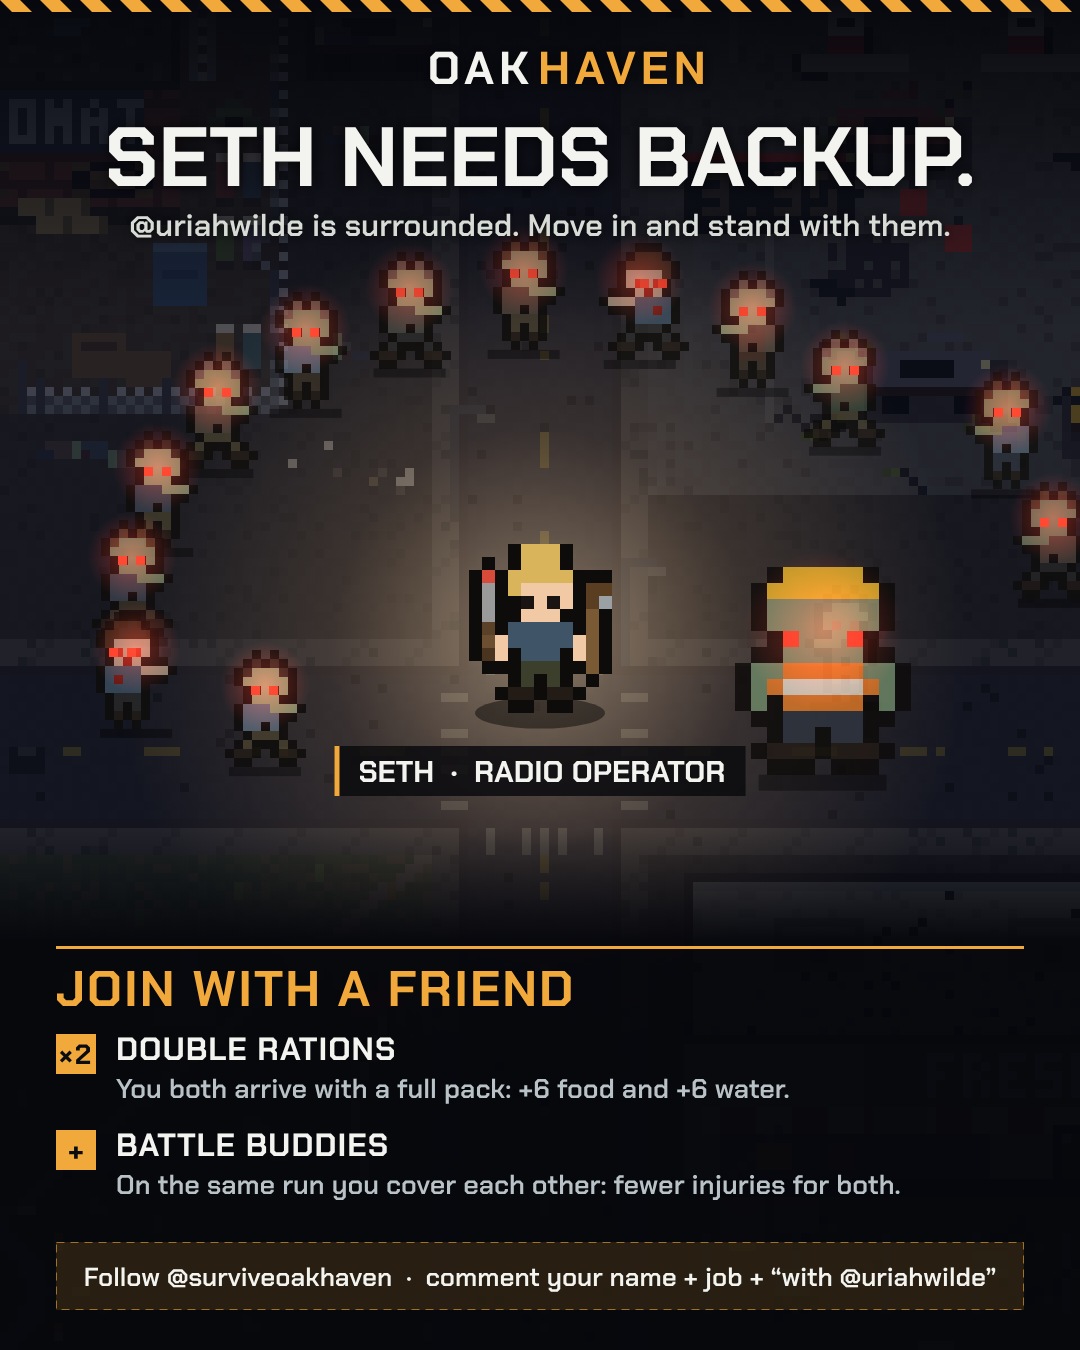 OAKHAVEN
SETH NEEDS BACKUP.
@uriahwilde is surrounded. Move in and stand with them.
SETH · RADIO OPERATOR
JOIN WITH A FRIEND
×2 DOUBLE RATIONS
You both arrive with a full pack: +6 food and +6 water.
+ BATTLE BUDDIES
On the same run you cover each other: fewer injuries for both.
Follow @surviveoakhaven · comment your name + job + “with @uriahwilde”